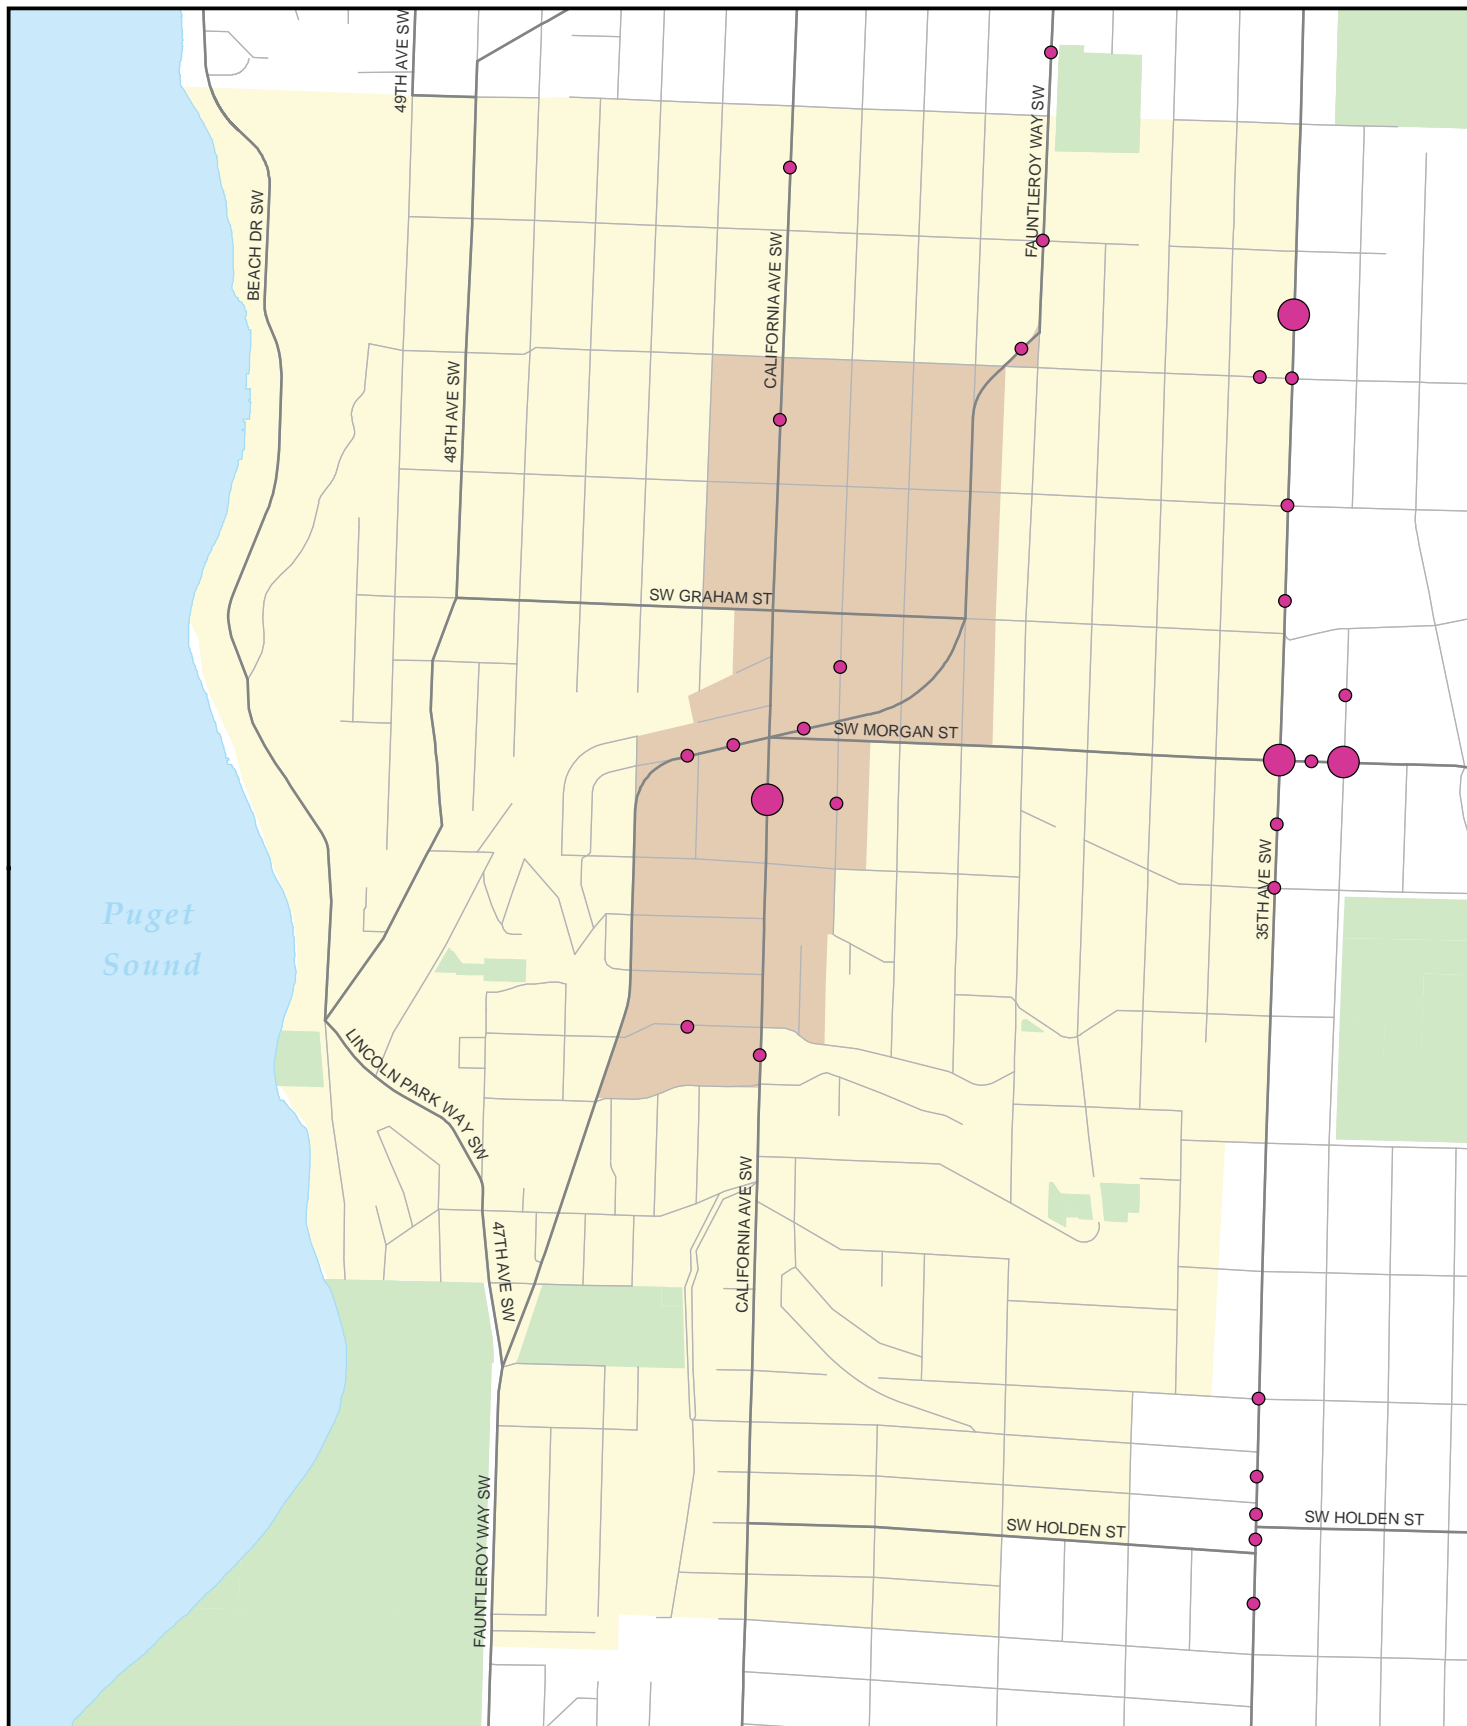 49TH AVE SW
FAUNTLEROY WAY SW
BEACH DR SW
CALIFORNIA AVE SW
48TH AVE SW
SW GRAHAM ST
SW MORGAN ST
35TH AVE SW
Puget
Sound
LINCOLN PARK WAY SW
CALIFORNIA AVE SW
47TH AVE SW
FAUNTLEROY WAY SW
SW HOLDEN ST
SW HOLDEN ST